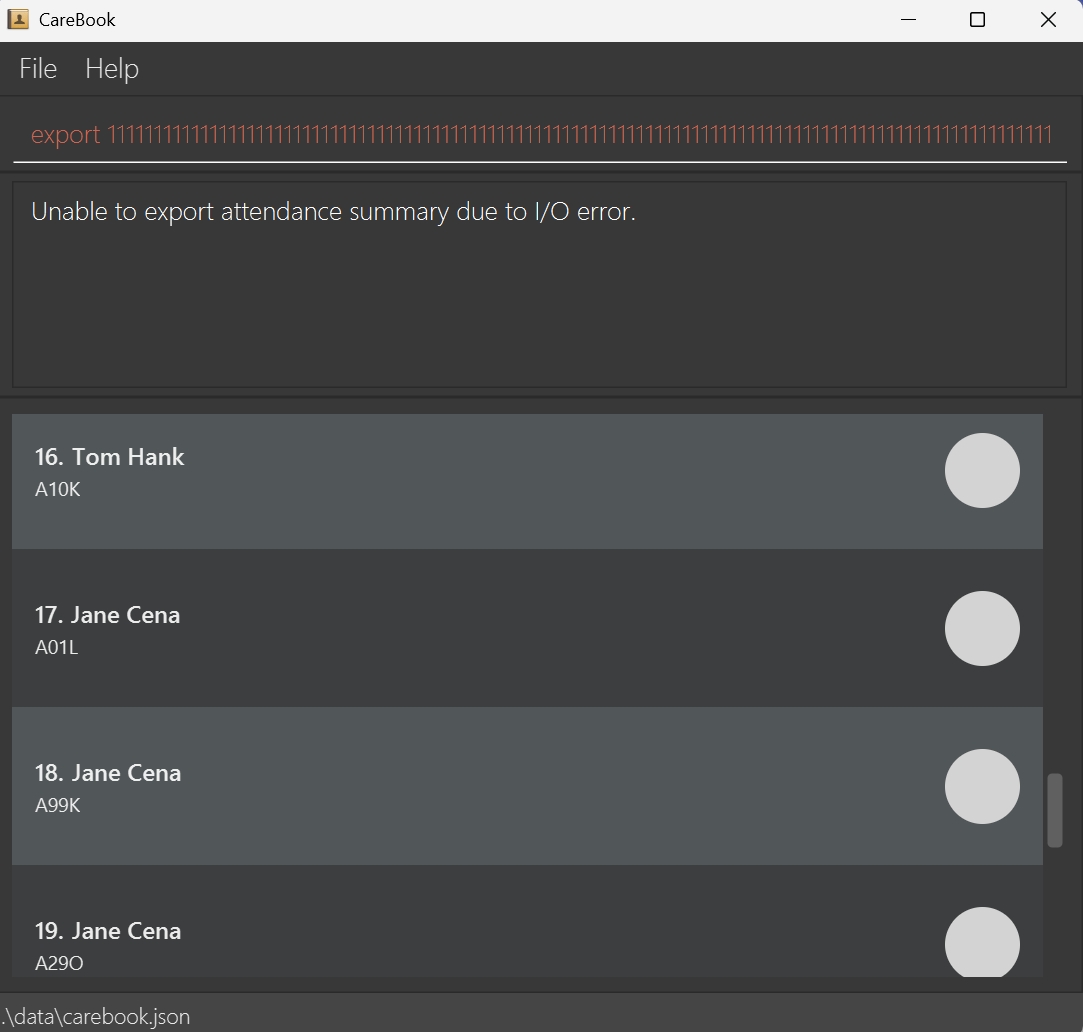 CareBook
File Help
export 11111111111111111111111111111111111111111111111111111111111111111111111111111111111111111111111111111111111111111111
Unable to export attendance summary due to I/O error.
16. Tom Hank
A10K
17. Jane Cena
A01L
18. Jane Cena
A99K
19. Jane Cena
A29O
.\data\carebook.json